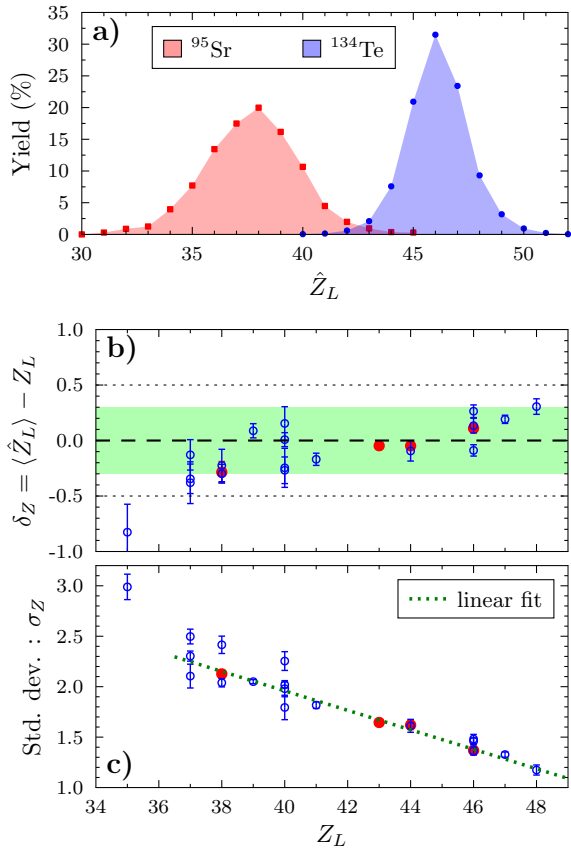 a)
95Sr 134Te
Yield (%)
35
30
25
20
15
10
5
0
30 35 40 45 50
Ẑ_L
b)
δ_Z = ⟨Ẑ_L⟩ − Z_L
1.0
0.5
0.0
-0.5
-1.0
linear fit
Std. dev. : σ_Z
3.0
2.5
2.0
1.5
1.0
c)
34 36 38 40 42 44 46 48
Z_L